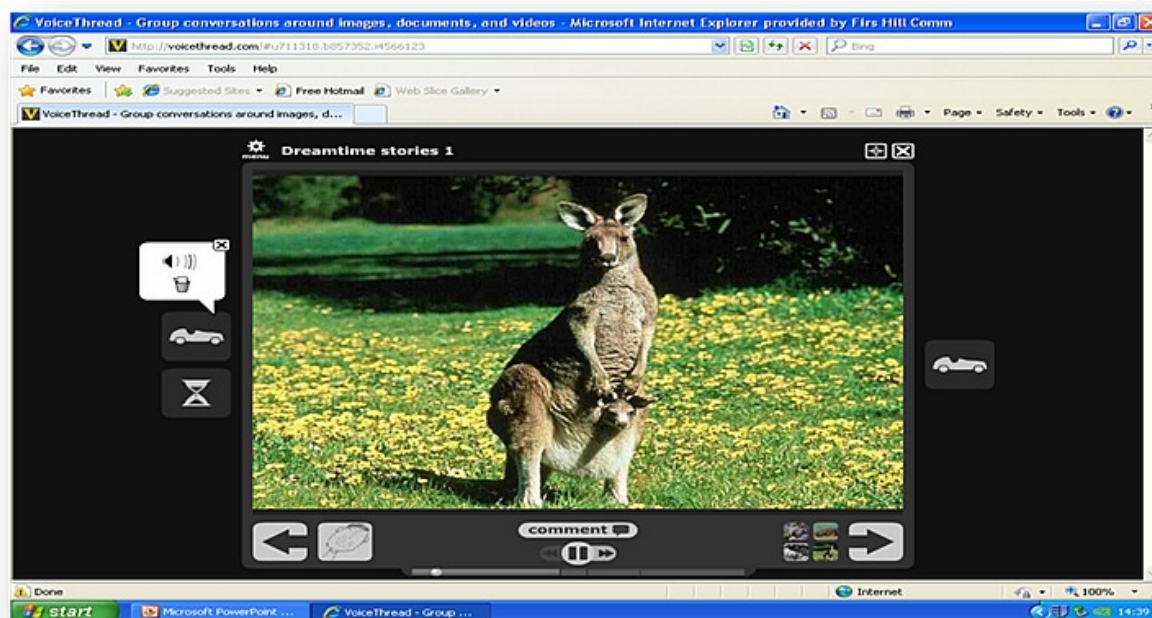 VoiceThread - Group conversations around images, documents, and videos - Microsoft Internet Explorer provided by Firs Hill Comm
http://voicethread.com/#u711318.b857352.i4566123
Bing
File Edit View Favorites Tools Help
Favorites Suggested Sites Free Hotmail Web Slice Gallery
VoiceThread - Group conversations around images, d... Page Safety Tools
menu Dreamtime stories 1
comment
Done Internet 100%
start Microsoft PowerPoint ... VoiceThread - Group ... 14:39